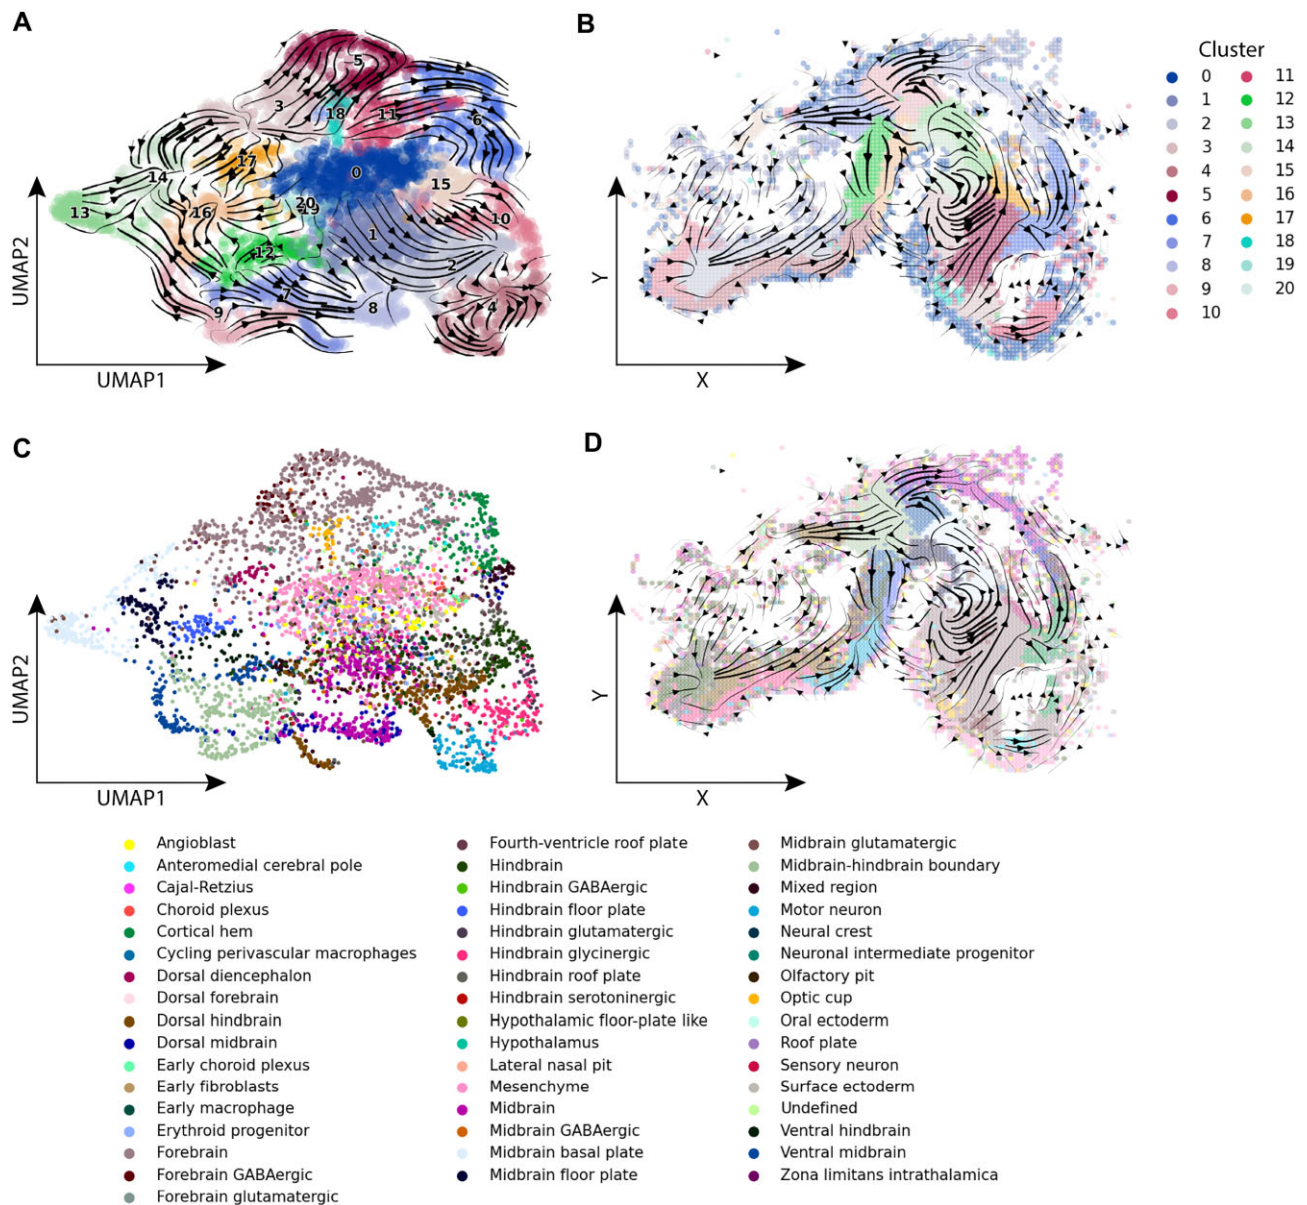 A
B
Cluster
0
1
2
3
4
5
6
7
8
9
10
11
12
13
14
15
16
17
18
19
20
5
3
18
11
6
17
0
14
15
13
16
20
19
10
1
12
2
7
8
9
4
UMAP2
UMAP1
Y
X
C
D
UMAP2
UMAP1
Y
X
Angioblast
Anteromedial cerebral pole
Cajal-Retzius
Choroid plexus
Cortical hem
Cycling perivascular macrophages
Dorsal diencephalon
Dorsal forebrain
Dorsal hindbrain
Dorsal midbrain
Early choroid plexus
Early fibroblasts
Early macrophage
Erythroid progenitor
Forebrain
Forebrain GABAergic
Forebrain glutamatergic
Fourth-ventricle roof plate
Hindbrain
Hindbrain GABAergic
Hindbrain floor plate
Hindbrain glutamatergic
Hindbrain glycinergic
Hindbrain roof plate
Hindbrain serotoninergic
Hypothalamic floor-plate like
Hypothalamus
Lateral nasal pit
Mesenchyme
Midbrain
Midbrain GABAergic
Midbrain basal plate
Midbrain floor plate
Midbrain glutamatergic
Midbrain-hindbrain boundary
Mixed region
Motor neuron
Neural crest
Neuronal intermediate progenitor
Olfactory pit
Optic cup
Oral ectoderm
Roof plate
Sensory neuron
Surface ectoderm
Undefined
Ventral hindbrain
Ventral midbrain
Zona limitans intrathalamica